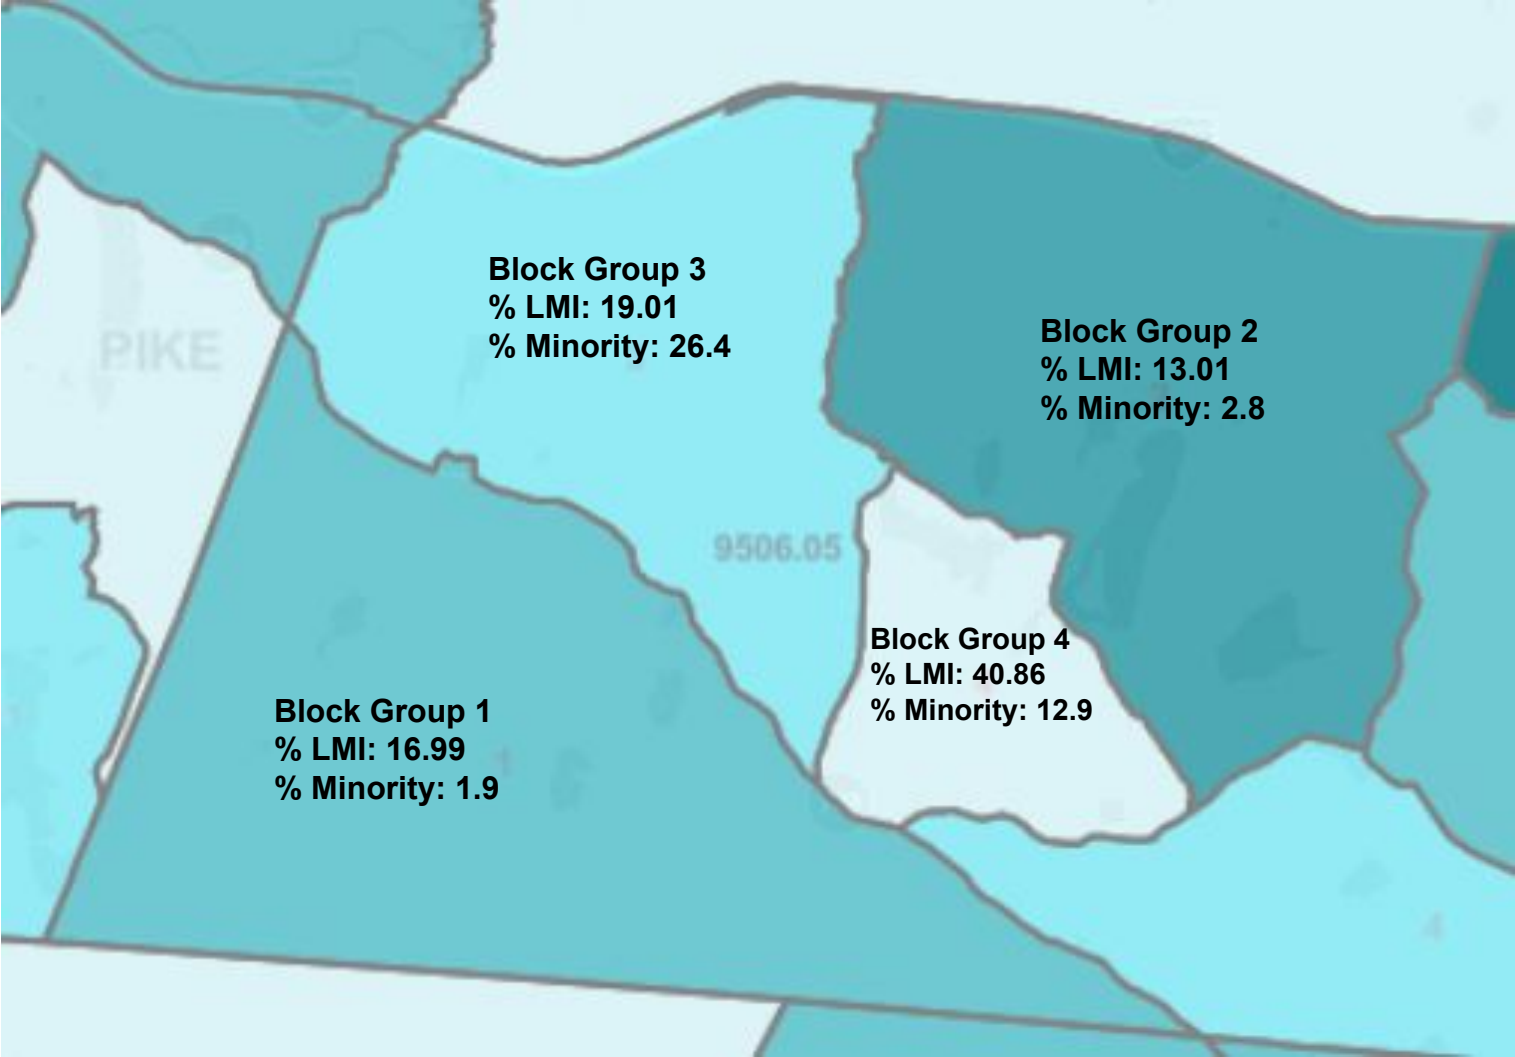 Block Group 3
% LMI: 19.01
% Minority: 26.4
Block Group 2
% LMI: 13.01
% Minority: 2.8
PIKE
9506.05
Block Group 4
% LMI: 40.86
% Minority: 12.9
Block Group 1
% LMI: 16.99
% Minority: 1.9
4